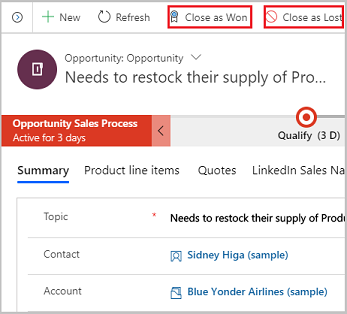 New Refresh Close as Won Close as Lost
Opportunity: Opportunity
Needs to restock their supply of Pro...
Opportunity Sales Process
Active for 3 days
Qualify (3 D)
Summary Product line items Quotes LinkedIn Sales Na
Topic * Needs to restock their supply of Produ
Contact Sidney Higa (sample)
Account Blue Yonder Airlines (sample)